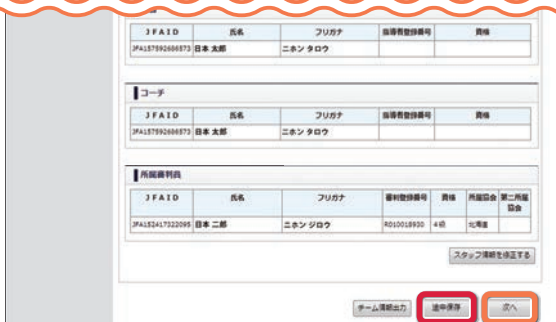 JFAID 氏名 フリガナ 指導者登録番号 資格
JFA157592686573 日本 太郎 ニホン タロウ
コーチ
JFAID 氏名 フリガナ 指導者登録番号 資格
JFA157592686573 日本 太郎 ニホン タロウ
所属審判員
JFAID 氏名 フリガナ 審判登録番号 資格 所属協会 第二所属協会
JFA152417322095 日本 二郎 ニホン ジロウ R010018930 4級 北海道
スタッフ情報を修正する
チーム情報出力 途中保存 次へ